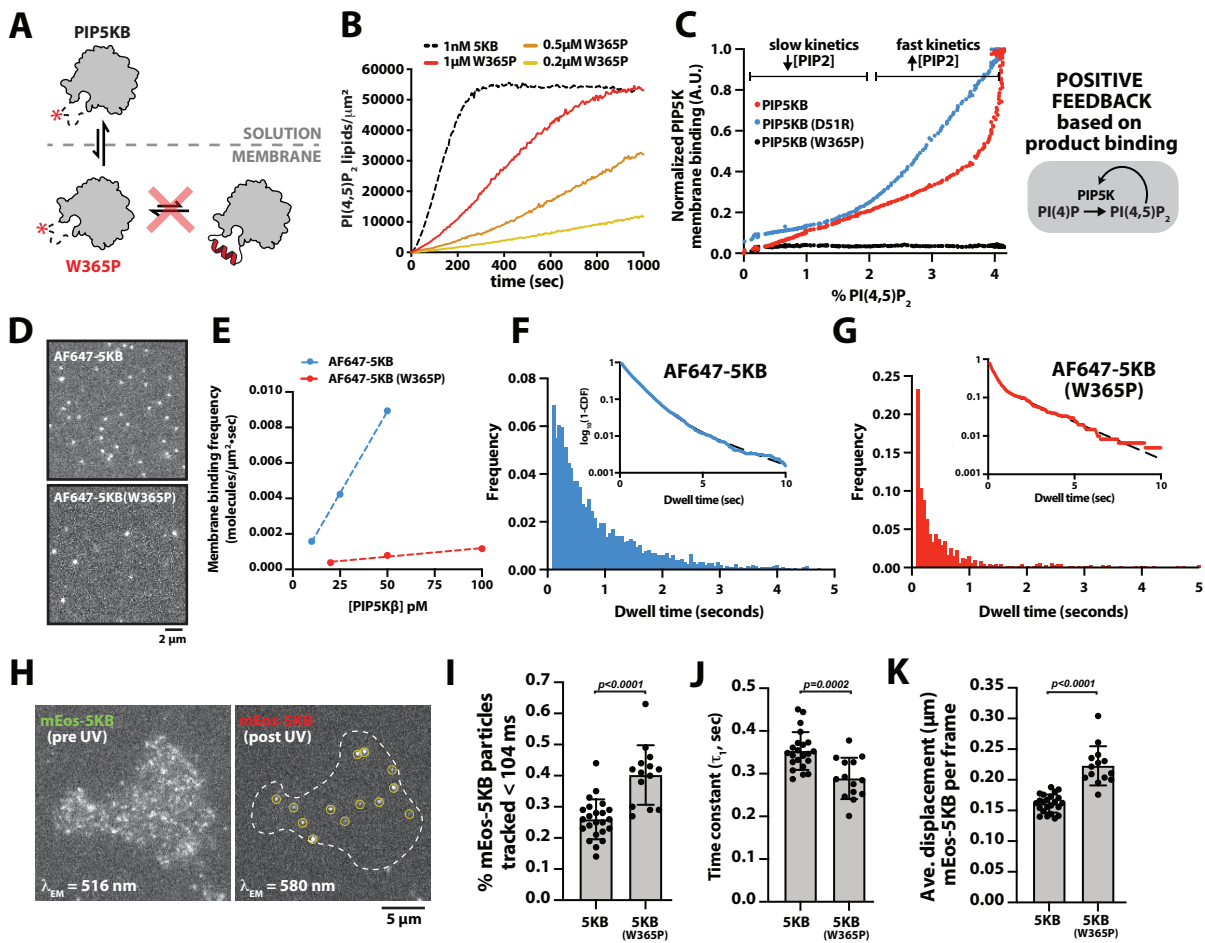 A
PIP5KB
*
SOLUTION
MEMBRANE
*
W365P
B
1nM 5KB
0.5μM W365P
1μM W365P
0.2μM W365P
PI(4,5)P₂ lipids/μm²
60000
50000
40000
30000
20000
10000
0
0
200
400
600
800
1000
time (sec)
C
slow kinetics
↓[PIP2]
fast kinetics
↑[PIP2]
PIP5KB
PIP5KB (D51R)
PIP5KB (W365P)
Normalized PIP5K
membrane binding (A.U.)
1.0
0.8
0.6
0.4
0.2
0.0
0
1
2
3
4
% PI(4,5)P₂
POSITIVE
FEEDBACK
based on
product binding
PIP5K
PI(4)P → PI(4,5)P₂
D
AF647-5KB
AF647-5KB(W365P)
2 μm
E
AF647-5KB
AF647-5KB (W365P)
Membrane binding frequency
(molecules/μm²•sec)
0.010
0.008
0.006
0.004
0.002
0.000
0
25
50
75
100
[PIP5Kβ] pM
F
AF647-5KB
Frequency
0.08
0.06
0.04
0.02
0.00
0
1
2
3
4
5
Dwell time (seconds)
log₁₀(1-CDF)
1
0.1
0.01
0.001
0
5
10
Dwell time (sec)
G
AF647-5KB
(W365P)
Frequency
0.25
0.20
0.15
0.10
0.05
0.00
0
1
2
3
4
5
Dwell time (seconds)
1
0.1
0.01
0.001
0
5
10
Dwell time (sec)
H
mEos-5KB
(pre UV)
λEM = 516 nm
mEos-5KB
(post UV)
λEM = 580 nm
5 μm
I
p<0.0001
% mEos-5KB particles
tracked < 104 ms
0.7
0.6
0.5
0.4
0.3
0.2
0.1
0.0
5KB
5KB
(W365P)
J
p=0.0002
Time constant (τ₁, sec)
0.5
0.4
0.3
0.2
0.1
0.0
5KB
5KB
(W365P)
K
p<0.0001
Ave. displacement (μm)
mEos-5KB per frame
0.35
0.30
0.25
0.20
0.15
0.10
0.05
0.00
5KB
5KB
(W365P)